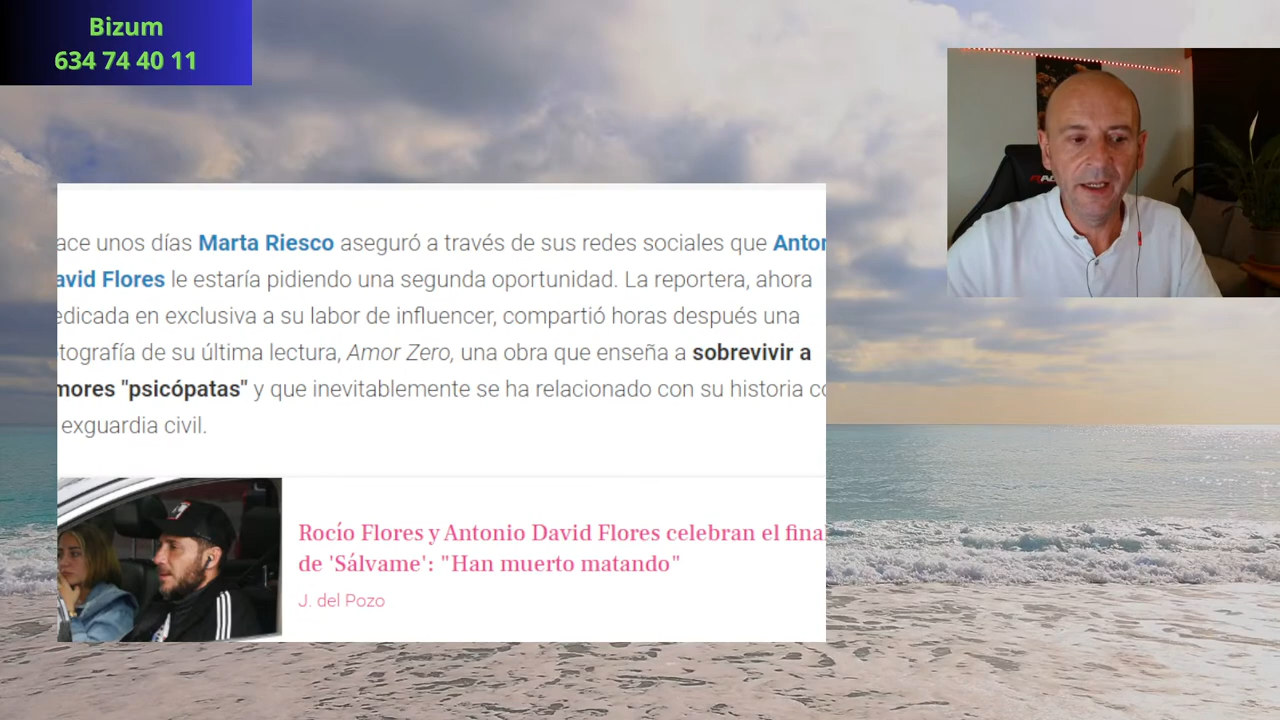 Bizum
634 74 40 11
ace unos días Marta Riesco aseguró a través de sus redes sociales que Anton
avid Flores le estaría pidiendo una segunda oportunidad. La reportera, ahora
edicada en exclusiva a su labor de influencer, compartió horas después una
tografía de su última lectura, Amor Zero, una obra que enseña a sobrevivir a
mores "psicópatas" y que inevitablemente se ha relacionado con su historia co
exguardia civil.
Rocío Flores y Antonio David Flores celebran el fina
de 'Sálvame': "Han muerto matando"
J. del Pozo